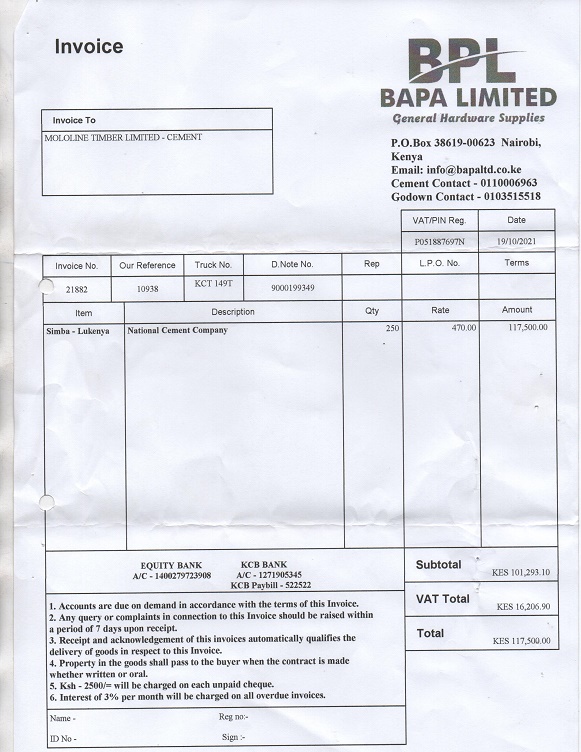 Invoice
BPL
BAPA LIMITED
General Hardware Supplies
Invoice To
MOLOLINE TIMBER LIMITED - CEMENT
P.O.Box 38619-00623 Nairobi,
Kenya
Email: info@bapaltd.co.ke
Cement Contact - 0110006963
Godown Contact - 0103515518
VAT/PIN Reg. Date
P051887697N 19/10/2021
Invoice No. Our Reference Truck No. D.Note No. Rep L.P.O. No. Terms
21882 10938 KCT 149T 9000199349
Item Description Qty Rate Amount
Simba - Lukenya National Cement Company 250 470.00 117,500.00
EQUITY BANK KCB BANK
A/C - 1400279723908 A/C - 1271905345
KCB Paybill - 522522
Subtotal KES 101,293.10
VAT Total KES 16,206.90
Total KES 117,500.00
1. Accounts are due on demand in accordance with the terms of this Invoice.
2. Any query or complaints in connection to this Invoice should be raised within
a period of 7 days upon receipt.
3. Receipt and acknowledgement of this invoices automatically qualifies the
delivery of goods in respect to this Invoice.
4. Property in the goods shall pass to the buyer when the contract is made
whether written or oral.
5. Ksh - 2500/= will be charged on each unpaid cheque.
6. Interest of 3% per month will be charged on all overdue invoices.
Name - Reg no:-
ID No - Sign :-